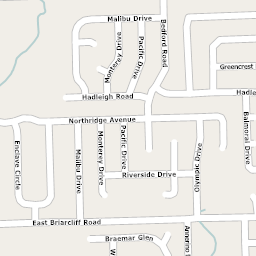 Malibu Drive
Bedford Road
Monterey Drive
Pacific Drive
Greencrest
Hadleigh Road
Hadle
Northridge Avenue
Balmoral Drive
Enclave Circle
Malibu Drive
Monterey Drive
Pacific Drive
Olympia Drive
Riverside Drive
East Briarcliff Road
Braemar Glen